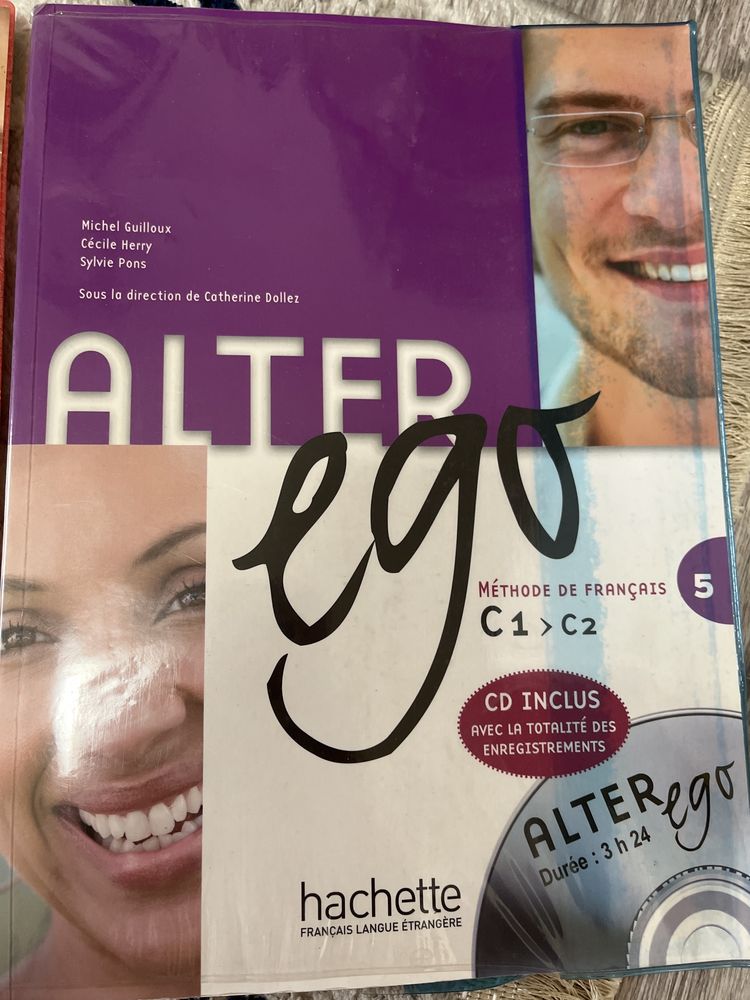 Michel Guilloux
Cécile Herry
Sylvie Pons
Sous la direction de Catherine Dollez
ALTER
ego
MÉTHODE DE FRANÇAIS
5
C1 > C2
CD INCLUS
AVEC LA TOTALITÉ DES
ENREGISTREMENTS
ALTER ego
Durée : 3 h 24
hachette
FRANÇAIS LANGUE ÉTRANGÈRE